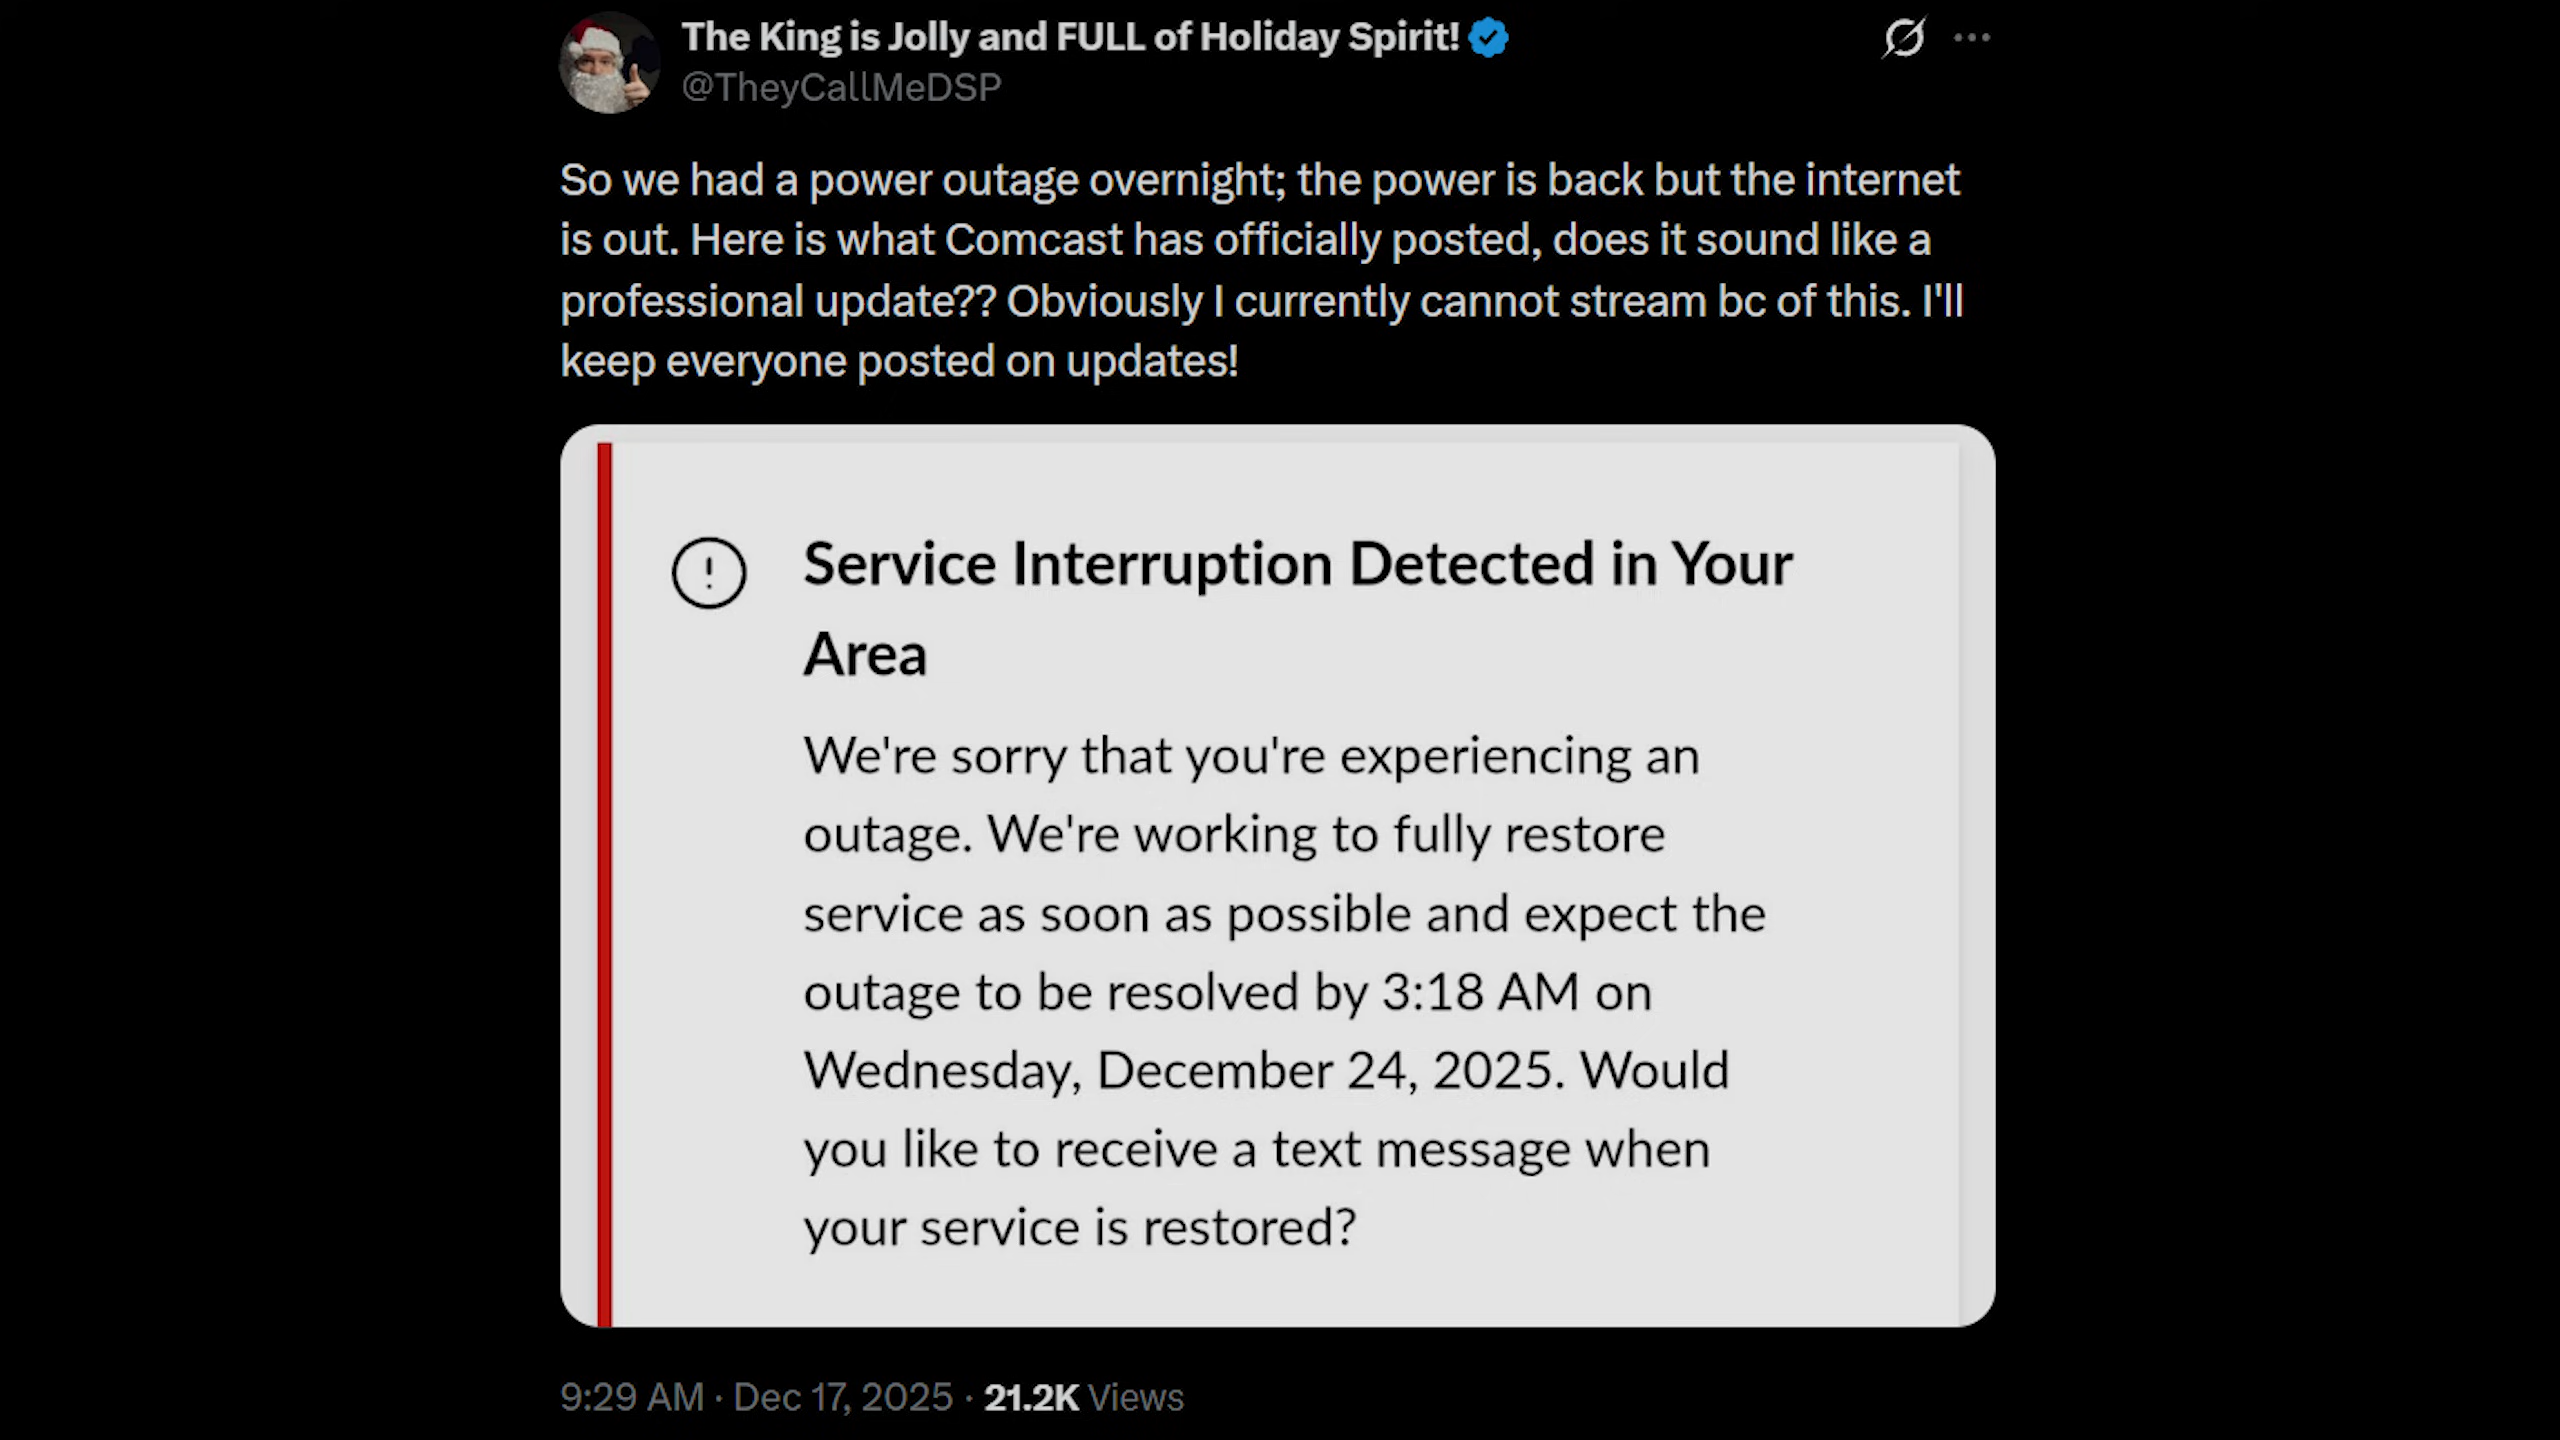 The King is Jolly and FULL of Holiday Spirit!
@TheyCallMeDSP
So we had a power outage overnight; the power is back but the internet
is out. Here is what Comcast has officially posted, does it sound like a
professional update?? Obviously I currently cannot stream bc of this. I'll
keep everyone posted on updates!
Service Interruption Detected in Your
Area
We're sorry that you're experiencing an
outage. We're working to fully restore
service as soon as possible and expect the
outage to be resolved by 3:18 AM on
Wednesday, December 24, 2025. Would
you like to receive a text message when
your service is restored?
9:29 AM · Dec 17, 2025 · 21.2K Views